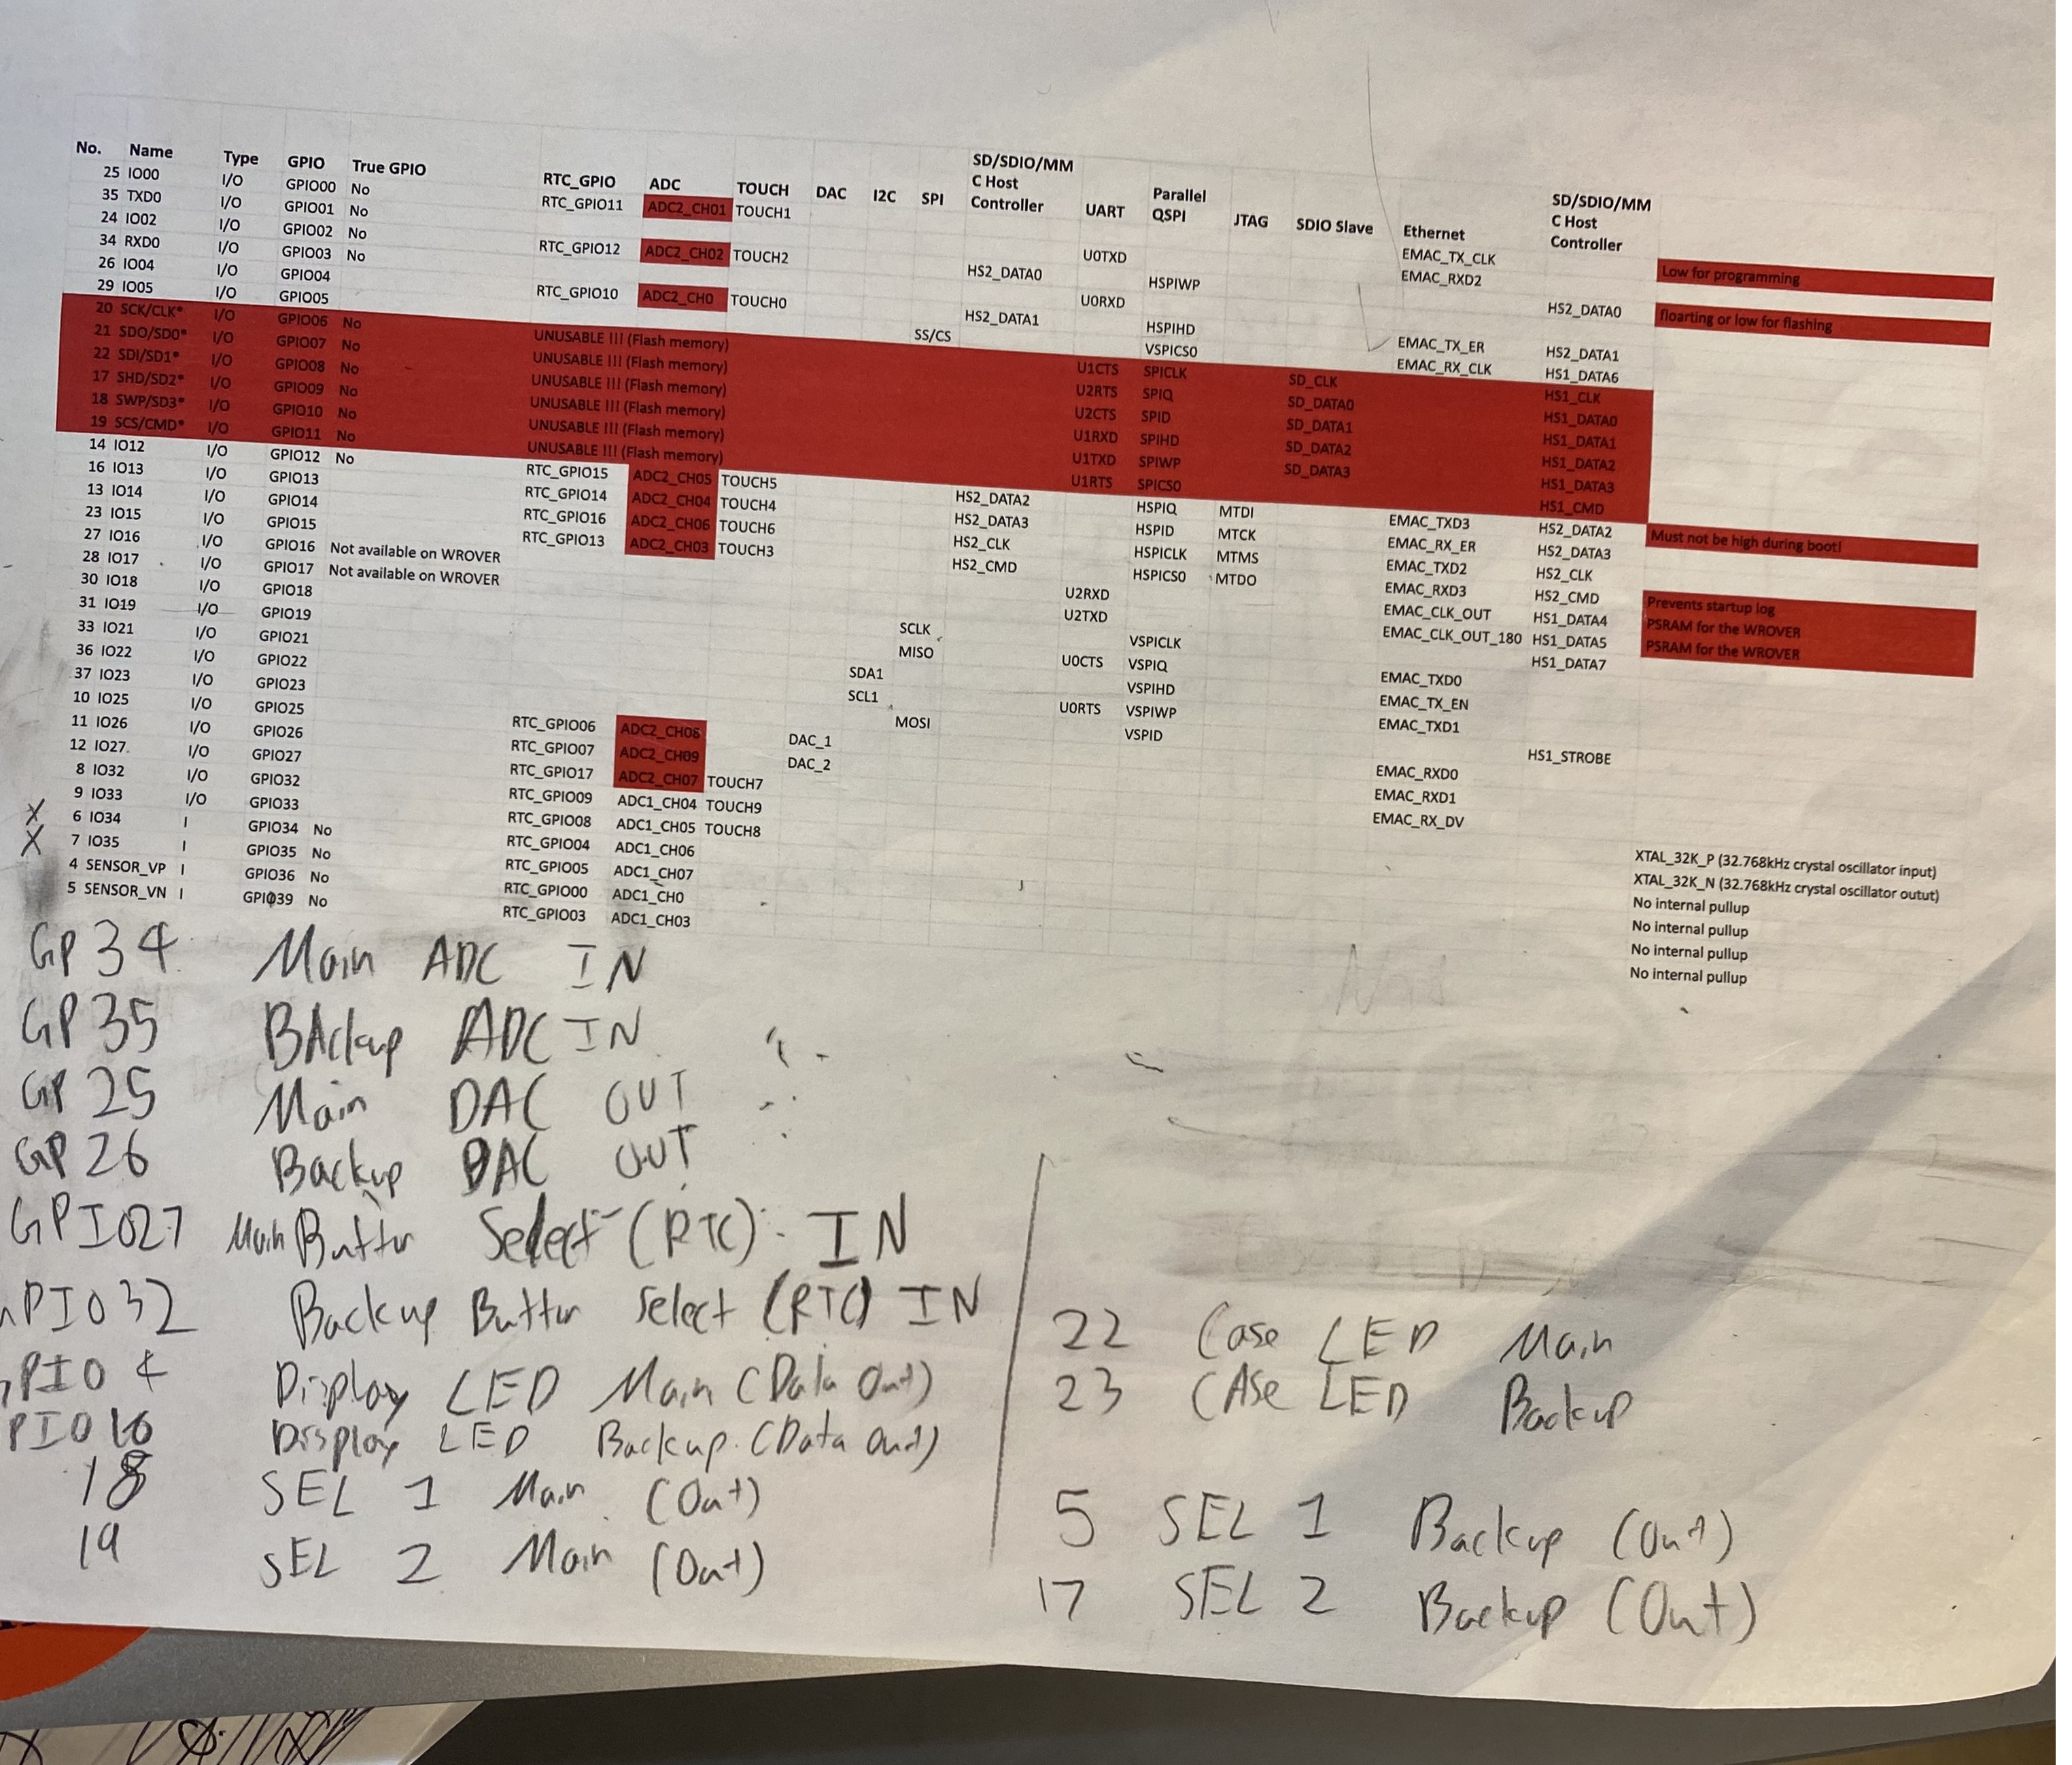 No. Name Type GPIO True GPIO RTC_GPIO ADC TOUCH DAC I2C SPI SD/SDIO/MM C Host Controller UART Parallel QSPI JTAG SDIO Slave Ethernet SD/SDIO/MM C Host Controller
25 IO00 I/O GPIO00 No RTC_GPIO11 ADC2_CH01 TOUCH1 EMAC_TX_CLK Low for programming
35 TXD0 I/O GPIO01 No U0TXD EMAC_RXD2
24 IO02 I/O GPIO02 No RTC_GPIO12 ADC2_CH02 TOUCH2 HS2_DATA0 HSPIWP HS2_DATA0 floarting or low for flashing
34 RXD0 I/O GPIO03 No U0RXD
26 IO04 I/O GPIO04 RTC_GPIO10 ADC2_CH0 TOUCH0 HS2_DATA1 HSPIHD EMAC_TX_ER HS2_DATA1
29 IO05 I/O GPIO05 SS/CS VSPICS0 EMAC_RX_CLK HS1_DATA6
20 SCK/CLK* I/O GPIO06 No UNUSABLE !!! (Flash memory) U1CTS SPICLK SD_CLK HS1_CLK
21 SDO/SD0* I/O GPIO07 No UNUSABLE !!! (Flash memory) U2RTS SPIQ SD_DATA0 HS1_DATA0
22 SDI/SD1* I/O GPIO08 No UNUSABLE !!! (Flash memory) U2CTS SPID SD_DATA1 HS1_DATA1
17 SHD/SD2* I/O GPIO09 No UNUSABLE !!! (Flash memory) U1RXD SPIHD SD_DATA2 HS1_DATA2
18 SWP/SD3* I/O GPIO10 No UNUSABLE !!! (Flash memory) U1TXD SPIWP SD_DATA3 HS1_DATA3
19 SCS/CMD* I/O GPIO11 No UNUSABLE !!! (Flash memory) U1RTS SPICS0 HS1_CMD
14 IO12 I/O GPIO12 No RTC_GPIO15 ADC2_CH05 TOUCH5 HS2_DATA2 HSPIQ MTDI EMAC_TXD3 HS2_DATA2 Must not be high during boot!
16 IO13 I/O GPIO13 RTC_GPIO14 ADC2_CH04 TOUCH4 HS2_DATA3 HSPID MTCK EMAC_RX_ER HS2_DATA3
13 IO14 I/O GPIO14 RTC_GPIO16 ADC2_CH06 TOUCH6 HS2_CLK HSPICLK MTMS EMAC_TXD2 HS2_CLK
23 IO15 I/O GPIO15 RTC_GPIO13 ADC2_CH03 TOUCH3 HS2_CMD HSPICS0 MTDO EMAC_RXD3 HS2_CMD Prevents startup log
27 IO16 I/O GPIO16 Not available on WROVER U2RXD EMAC_CLK_OUT HS1_DATA4 PSRAM for the WROVER
28 IO17 I/O GPIO17 Not available on WROVER U2TXD EMAC_CLK_OUT_180 HS1_DATA5 PSRAM for the WROVER
30 IO18 I/O GPIO18 SCLK VSPICLK HS1_DATA7
31 IO19 I/O GPIO19 MISO U0CTS VSPIQ EMAC_TXD0
33 IO21 I/O GPIO21 SDA1 VSPIHD EMAC_TX_EN
36 IO22 I/O GPIO22 SCL1 U0RTS VSPIWP EMAC_TXD1
37 IO23 I/O GPIO23 MOSI VSPID HS1_STROBE
10 IO25 I/O GPIO25 RTC_GPIO06 ADC2_CH08 DAC_1 EMAC_RXD0
11 IO26 I/O GPIO26 RTC_GPIO07 ADC2_CH09 DAC_2 EMAC_RXD1
12 IO27 I/O GPIO27 RTC_GPIO17 ADC2_CH07 TOUCH7 EMAC_RX_DV
8 IO32 I/O GPIO32 RTC_GPIO09 ADC1_CH04 TOUCH9 XTAL_32K_P (32.768kHz crystal oscillator input)
9 IO33 I/O GPIO33 RTC_GPIO08 ADC1_CH05 TOUCH8 XTAL_32K_N (32.768kHz crystal oscillator outut)
X 6 IO34 I GPIO34 No RTC_GPIO04 ADC1_CH06 No internal pullup
X 7 IO35 I GPIO35 No RTC_GPIO05 ADC1_CH07 No internal pullup
4 SENSOR_VP I GPIO36 No RTC_GPIO00 ADC1_CH0 No internal pullup
5 SENSOR_VN I GPIO39 No RTC_GPIO03 ADC1_CH03 No internal pullup
GP 34 Main ADC IN
GP 35 BAckup ADC IN
GP 25 Main DAC OUT
GP 26 Backup DAC OUT
GPIO27 Main Button Select (RTC) IN
PIO32 Backup Button Select (RTC) IN
PIO 4 Display LED Main (Data Out)
PIO 16 Display LED Backup (Data Out)
18 SEL 1 Main (Out)
19 SEL 2 Main (Out)
22 Case LED Main
23 CAse LED Backup
5 SEL 1 Backup (Out)
17 SEL 2 Backup (Out)